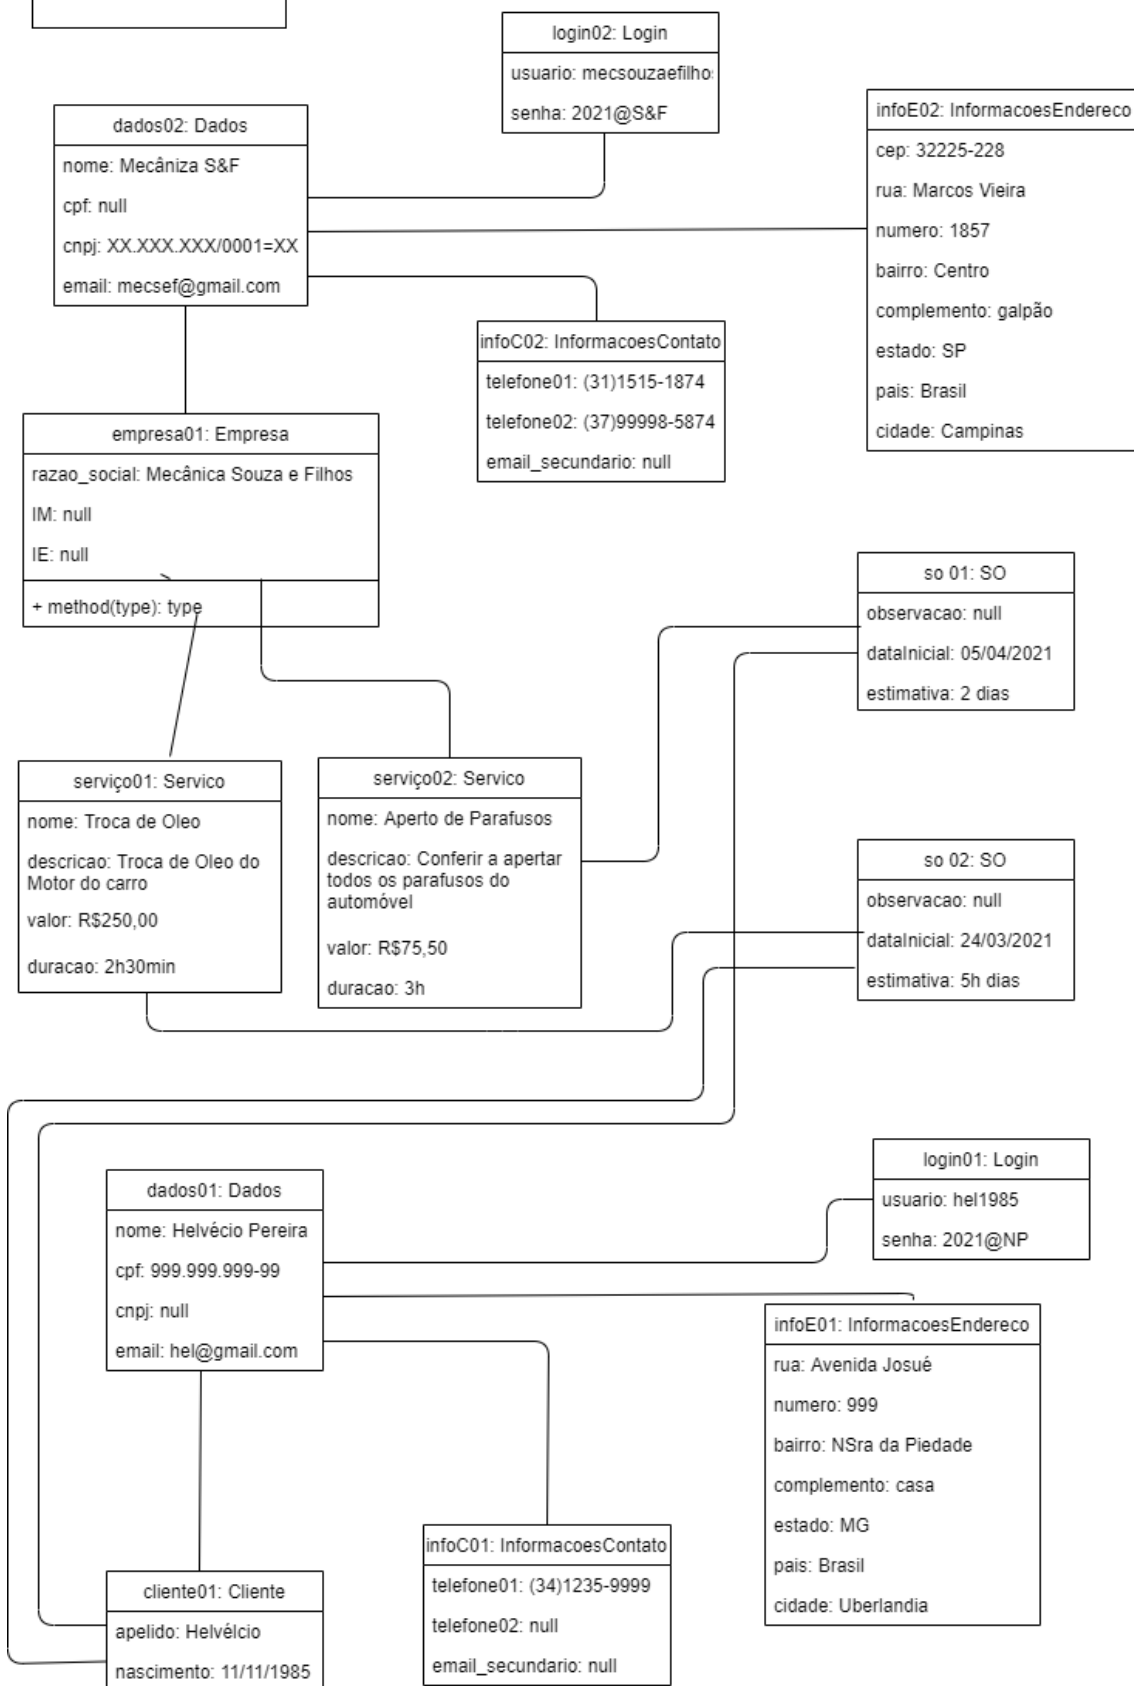 login02: Login
usuario: mecsouzaefilho
senha: 2021@S&F
dados02: Dados
nome: Mecâniza S&F
cpf: null
cnpj: XX.XXX.XXX/0001=XX
email: mecsef@gmail.com
infoE02: InformacoesEndereco
cep: 32225-228
rua: Marcos Vieira
numero: 1857
bairro: Centro
complemento: galpão
estado: SP
pais: Brasil
cidade: Campinas
infoC02: InformacoesContato
telefone01: (31)1515-1874
telefone02: (37)99998-5874
email_secundario: null
empresa01: Empresa
razao_social: Mecânica Souza e Filhos
IM: null
IE: null
+ method(type): type
so 01: SO
observacao: null
dataInicial: 05/04/2021
estimativa: 2 dias
serviço01: Servico
nome: Troca de Oleo
descricao: Troca de Oleo do
Motor do carro
valor: R$250,00
duracao: 2h30min
serviço02: Servico
nome: Aperto de Parafusos
descricao: Conferir a apertar
todos os parafusos do
automóvel
valor: R$75,50
duracao: 3h
so 02: SO
observacao: null
dataInicial: 24/03/2021
estimativa: 5h dias
login01: Login
usuario: hel1985
senha: 2021@NP
dados01: Dados
nome: Helvécio Pereira
cpf: 999.999.999-99
cnpj: null
email: hel@gmail.com
infoE01: InformacoesEndereco
rua: Avenida Josué
numero: 999
bairro: NSra da Piedade
complemento: casa
estado: MG
pais: Brasil
cidade: Uberlandia
infoC01: InformacoesContato
telefone01: (34)1235-9999
telefone02: null
email_secundario: null
cliente01: Cliente
apelido: Helvélcio
nascimento: 11/11/1985